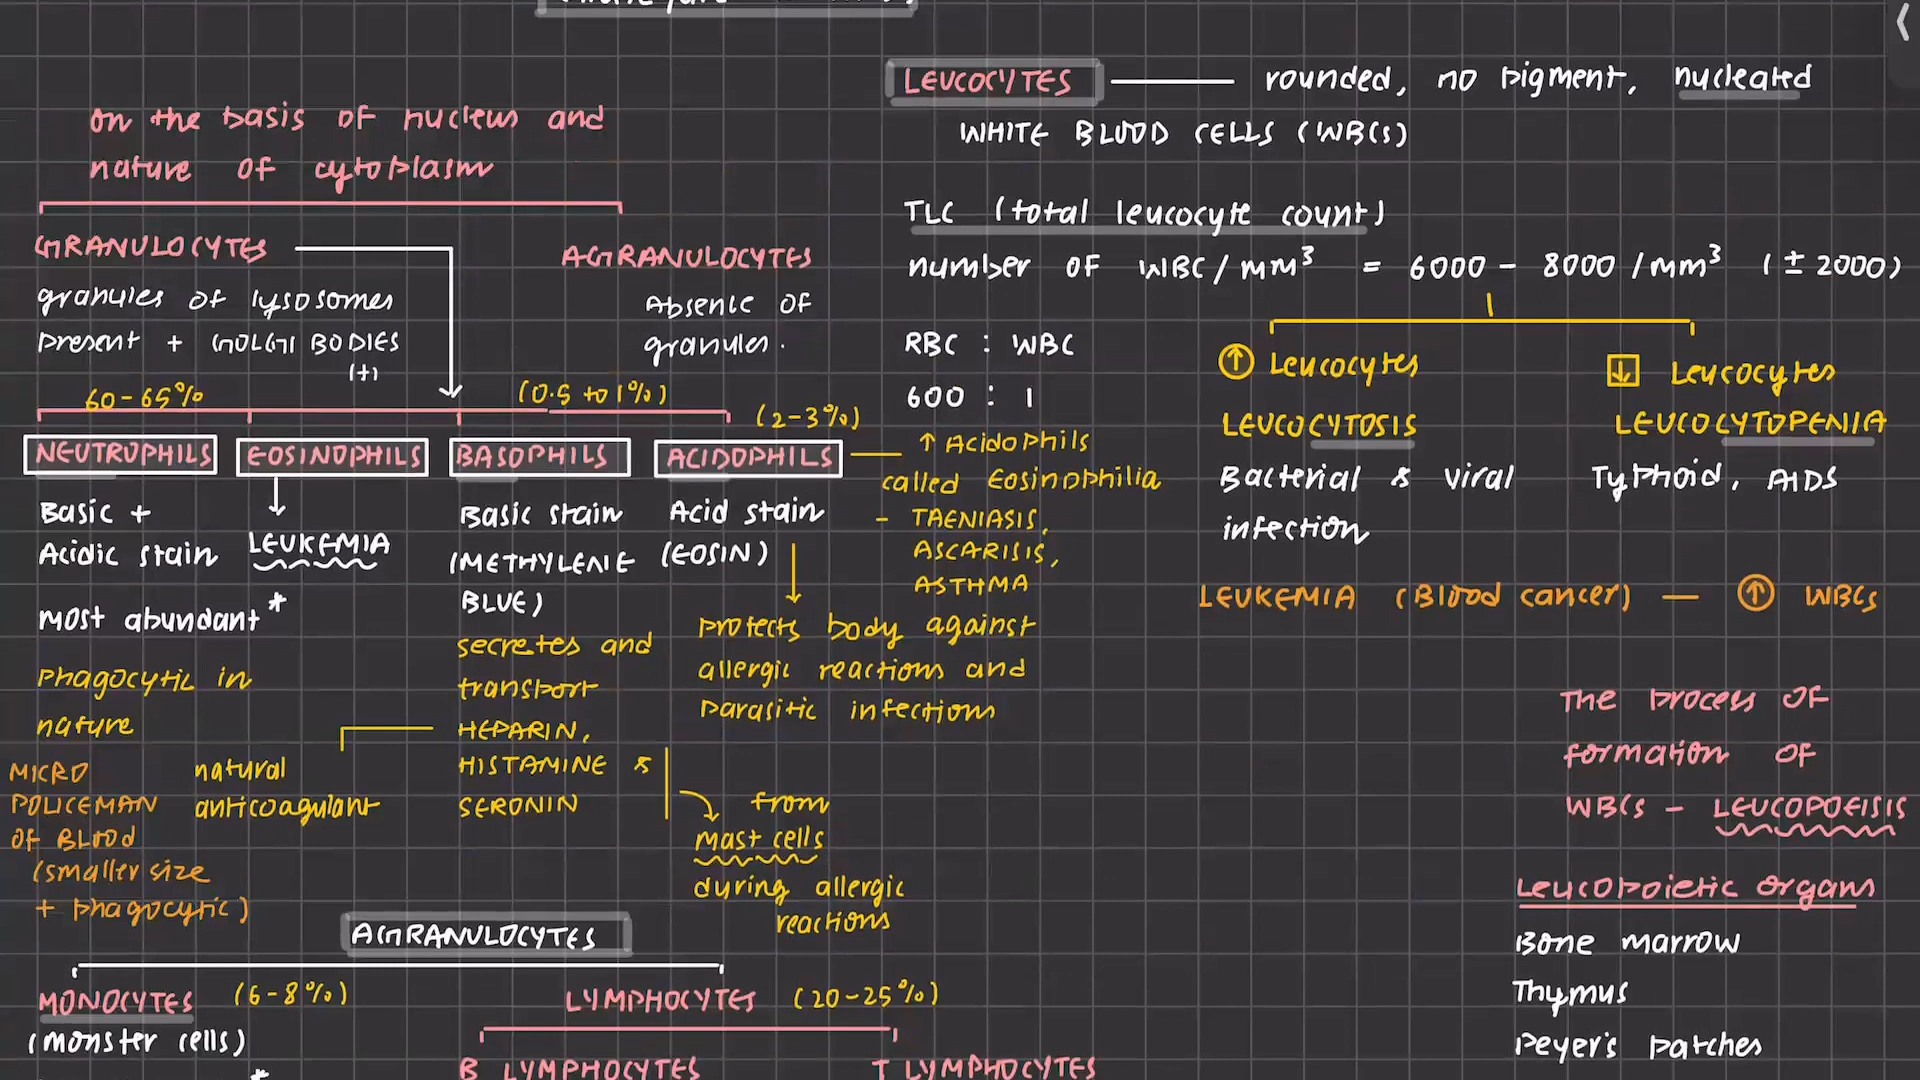 LEUCOCYTES — rounded, no pigment, nucleated
WHITE BLOOD CELLS (WBCs)
TLC (total leucocyte count)
number of WBC/mm³ = 6000 - 8000 /mm³ (± 2000)
RBC : WBC
600 : 1
↑ Leucocytes
LEUCOCYTOSIS
Bacterial & viral
infection
↓ Leucocytes
LEUCOCYTOPENIA
Typhoid, AIDS
LEUKEMIA (Blood cancer) — ↑ WBCs
The process of
formation of
WBCs - LEUCOPOEISIS
Leucopoietic organs
Bone marrow
Thymus
Peyer's patches
on the basis of nucleus and
nature of cytoplasm
GRANULOCYTES
granules of lysosomes
present + GOLGI BODIES
(+)
AGRANULOCYTES
Absence of
granules.
60-65%
(0.5 to 1%)
(2-3%)
NEUTROPHILS
Basic +
Acidic stain
most abundant*
phagocytic in
nature
MICRO
POLICEMAN
OF BLOOD
(smaller size
+ phagocytic)
EOSINOPHILS
LEUKEMIA
BASOPHILS
Basic stain
(METHYLENE
BLUE)
secretes and
transport
HEPARIN,
HISTAMINE &
SERONIN
natural
anticoagulant
from
mast cells
during allergic
reactions
ACIDOPHILS
Acid stain
(EOSIN)
protects body against
allergic reactions and
parasitic infections
↑ Acidophils
called Eosinophilia
- TAENIASIS,
ASCARISIS,
ASTHMA
AGRANULOCYTES
MONOCYTES (6-8%)
(monster cells)
*
LYMPHOCYTES (20-25%)
B LYMPHOCYTES
T LYMPHOCYTES